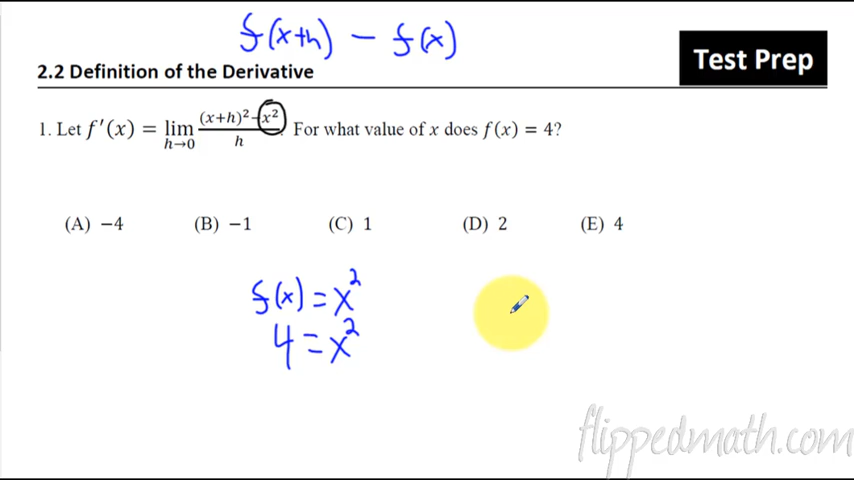 f(x+h) − f(x)
Test Prep
2.2 Definition of the Derivative
1. Let f′(x) = lim h→0 ((x+h)² − x²)/h. For what value of x does f(x) = 4?
(A) −4 (B) −1 (C) 1 (D) 2 (E) 4
f(x) = x²
4 = x²
flippedmath.com